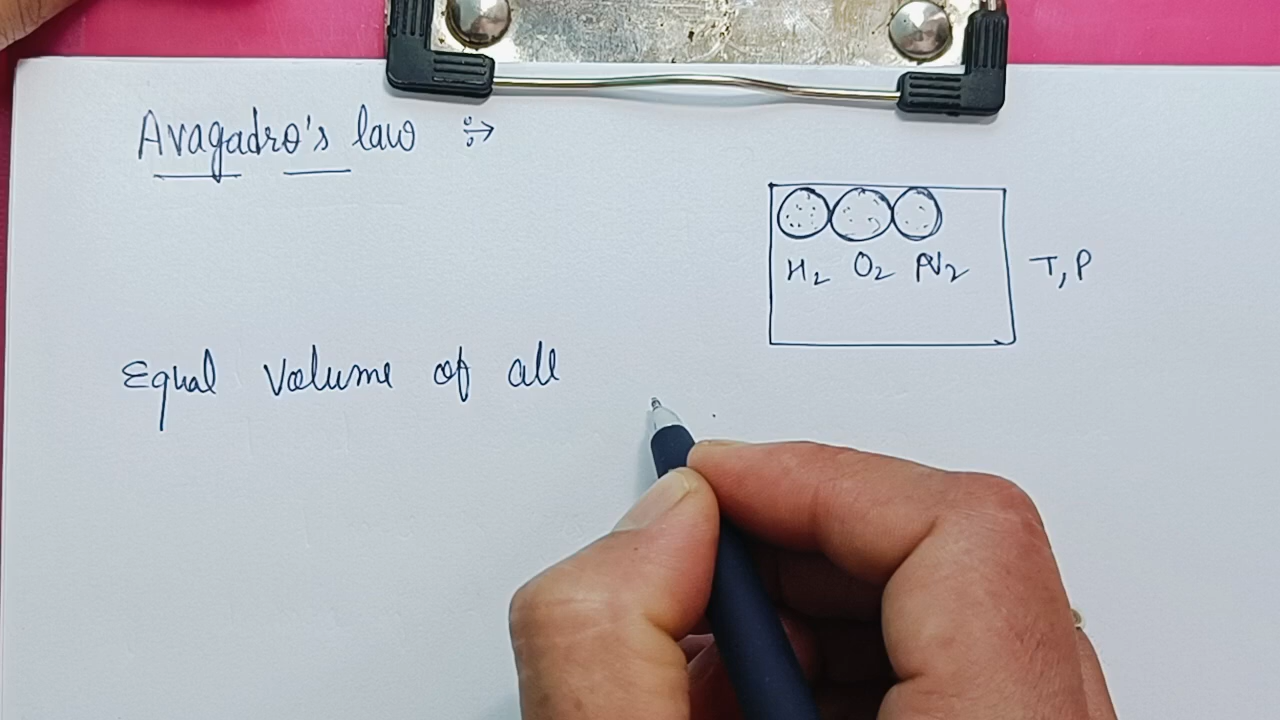 Avagadro's law :→
H₂ O₂ N₂ T, P
Equal Volume of all